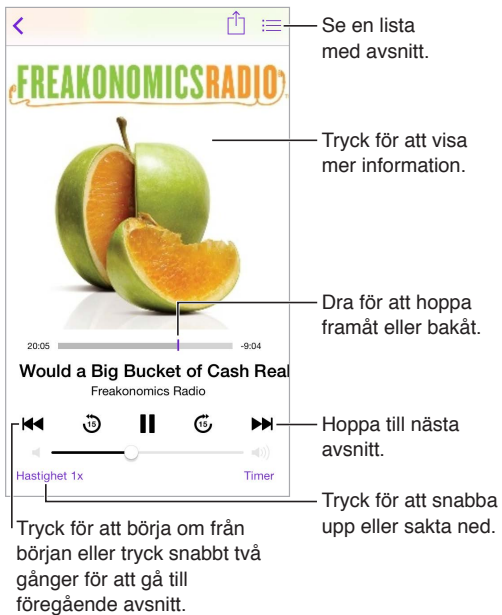 Se en lista
med avsnitt.
FREAKONOMICSRADIO
Tryck för att visa
mer information.
Dra för att hoppa
framåt eller bakåt.
20:05 -9:04
Would a Big Bucket of Cash Real
Freakonomics Radio
15 15
Hoppa till nästa
avsnitt.
Hastighet 1x Timer
Tryck för att snabba
upp eller sakta ned.
Tryck för att börja om från
början eller tryck snabbt två
gånger för att gå till
föregående avsnitt.